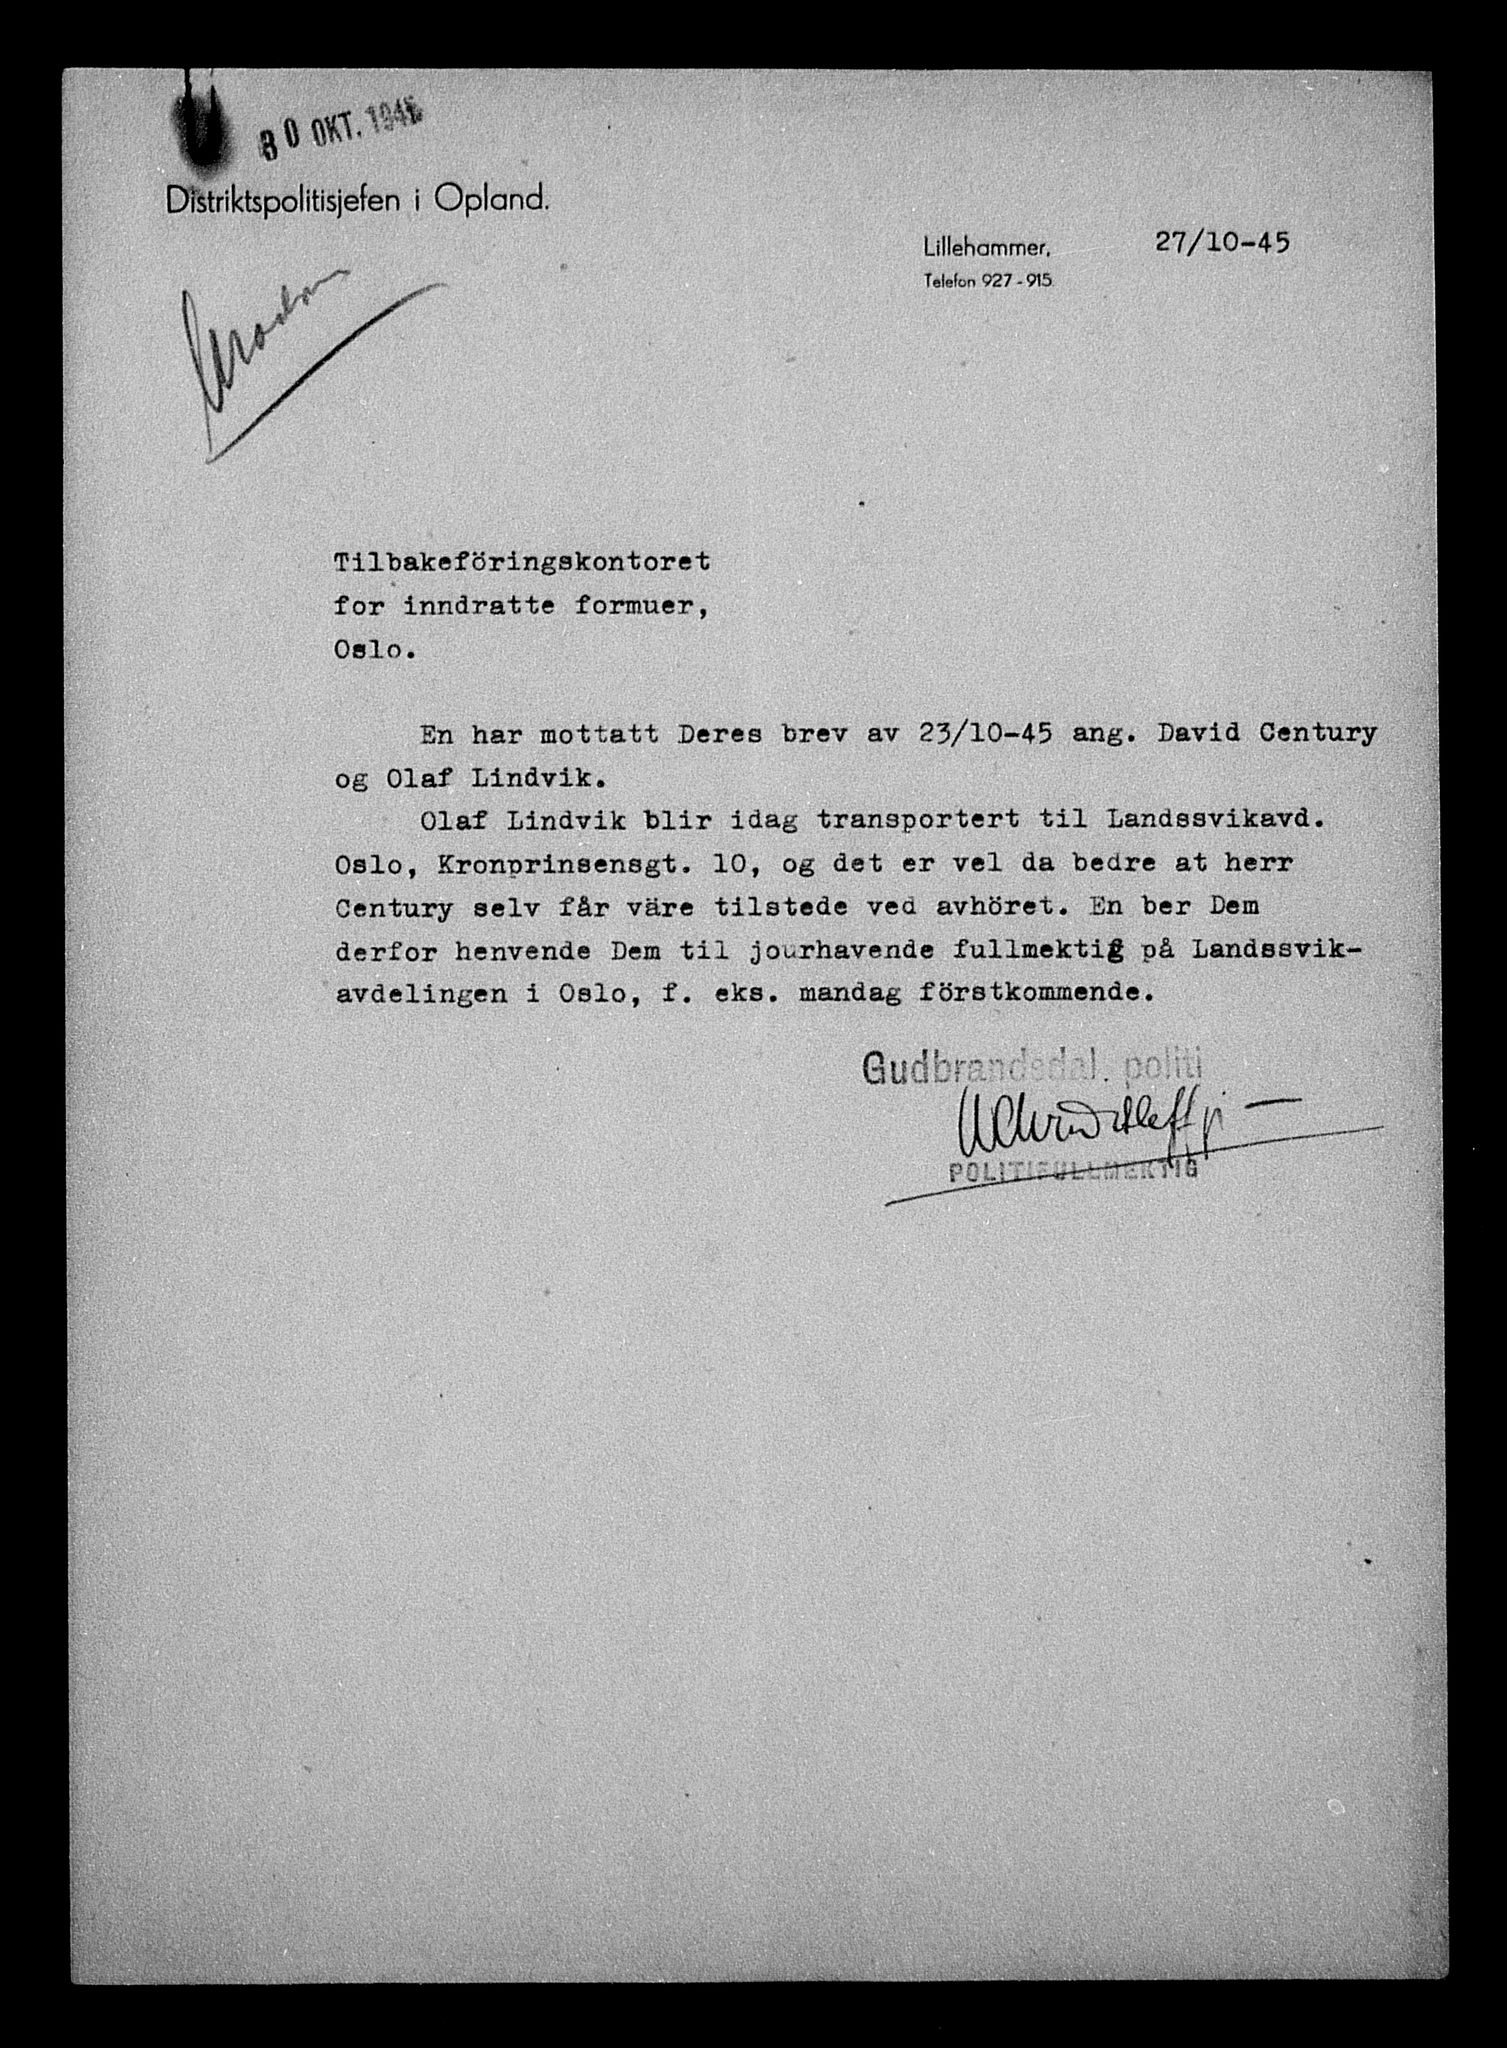 30 OKT. 1945
Distriktspolitisjefen i Opland.
Lillehammer, 27/10-45
Telefon 927-915
Tilbakeföringskontoret
for inndratte formuer,
Oslo.
En har mottatt Deres brev av 23/10-45 ang. David Century
og Olaf Lindvik.
Olaf Lindvik blir idag transportert til Landssvikavd.
Oslo, Kronprinsensgt. 10, og det er vel da bedre at herr
Century selv får väre tilstede ved avhöret. En ber Dem
derfor henvende Dem til jourhavende fullmektig på Landssvik-
avdelingen i Oslo, f. eks. mandag förstkommende.
Gudbrandsdal. politi
POLITIFULLMEKTIG